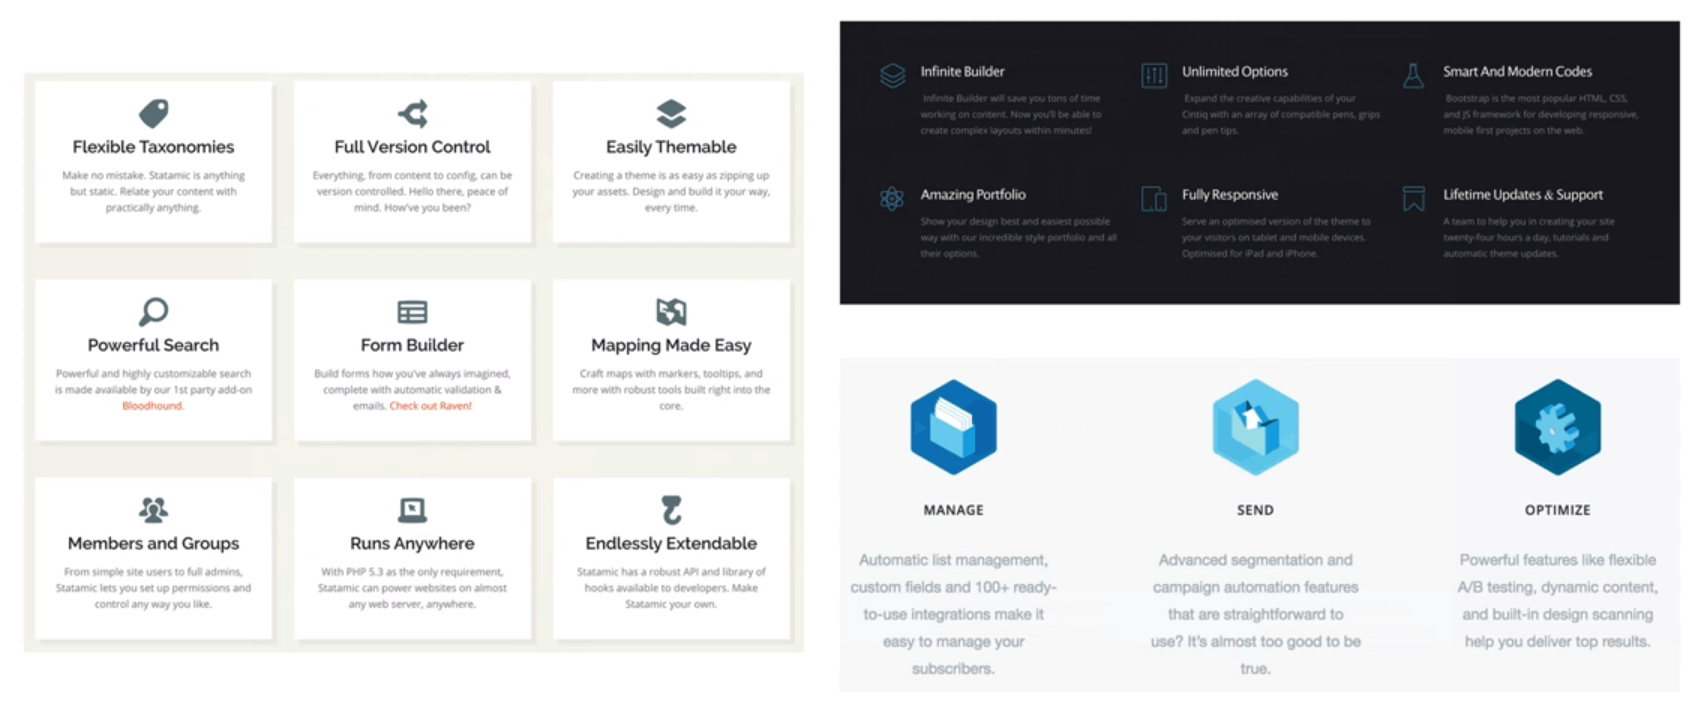 Flexible Taxonomies
Make no mistake. Statamic is anything
but static. Relate your content with
practically anything.
Full Version Control
Everything, from content to config, can be
version controlled. Hello there, peace of
mind. How've you been?
Easily Themable
Creating a theme is as easy as zipping up
your assets. Design and build it your way,
every time.
Powerful Search
Powerful and highly customizable search
is made available by our 1st party add-on
Bloodhound.
Form Builder
Build forms how you've always imagined,
complete with automatic validation &
emails. Check out Raven!
Mapping Made Easy
Craft maps with markers, tooltips, and
more with robust tools built right into the
core.
Members and Groups
From simple site users to full admins,
Statamic lets you set up permissions and
control any way you like.
Runs Anywhere
With PHP 5.3 as the only requirement,
Statamic can power websites on almost
any web server, anywhere.
Endlessly Extendable
Statamic has a robust API and library of
hooks available to developers. Make
Statamic your own.
Infinite Builder
Infinite Builder will save you tons of time
working on content. Now you'll be able to
create complex layouts within minutes!
Unlimited Options
Expand the creative capabilities of your
Cintiq with an array of compatible pens, grips
and pen tips.
Smart And Modern Codes
Bootstrap is the most popular HTML, CSS,
and JS framework for developing responsive,
mobile first projects on the web.
Amazing Portfolio
Show your design best and easiest possible
way with our incredible style portfolio and all
their options.
Fully Responsive
Serve an optimised version of the theme to
your visitors on tablet and mobile devices.
Optimised for iPad and iPhone.
Lifetime Updates & Support
A team to help you in creating your site
twenty-four hours a day, tutorials and
automatic theme updates.
MANAGE
Automatic list management,
custom fields and 100+ ready-
to-use integrations make it
easy to manage your
subscribers.
SEND
Advanced segmentation and
campaign automation features
that are straightforward to
use? It's almost too good to be
true.
OPTIMIZE
Powerful features like flexible
A/B testing, dynamic content,
and built-in design scanning
help you deliver top results.